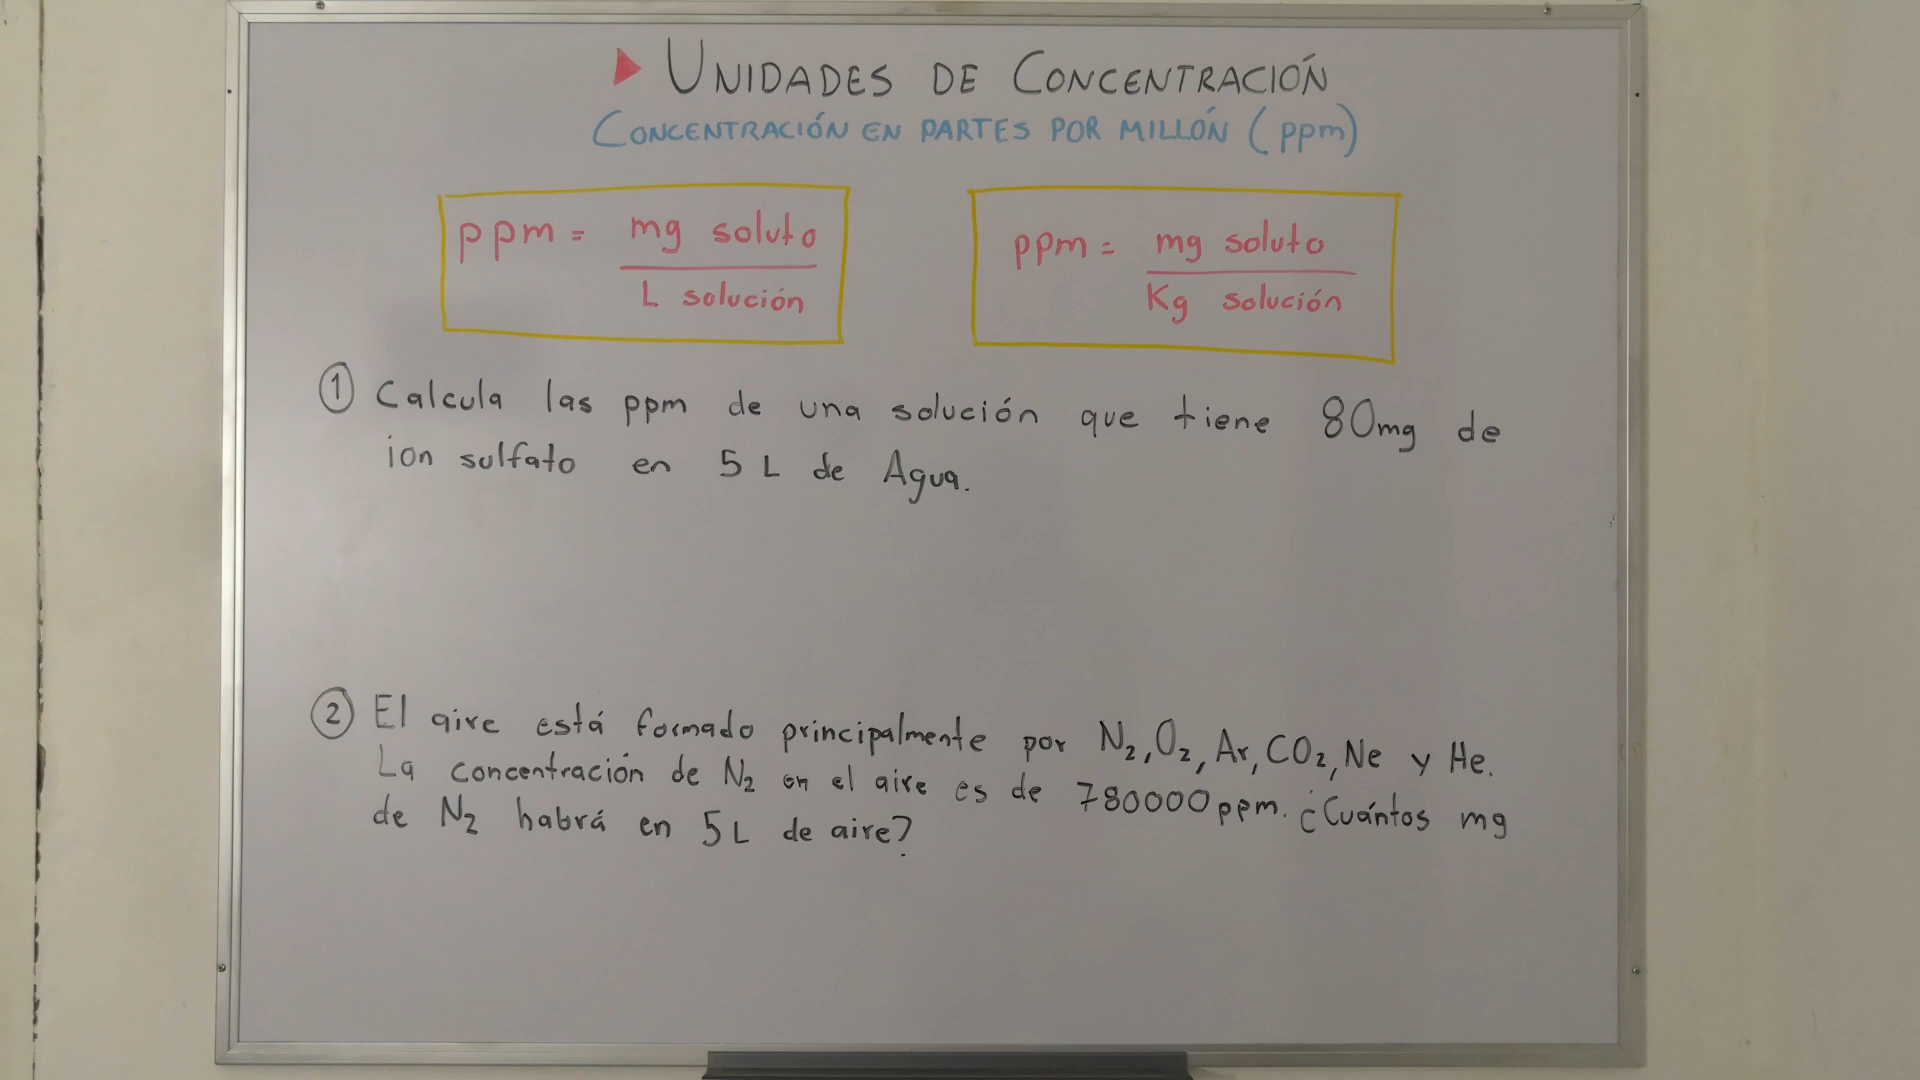 UNIDADES DE CONCENTRACIÓN
CONCENTRACIÓN EN PARTES POR MILLÓN (ppm)
ppm = mg soluto / L solución
ppm = mg soluto / Kg solución
① Calcula las ppm de una solución que tiene 80mg de
ion sulfato en 5 L de Agua.
② El aire está formado principalmente por N₂, O₂, Ar, CO₂, Ne y He.
La concentración de N₂ en el aire es de 780000 ppm. ¿Cuántos mg
de N₂ habrá en 5L de aire?